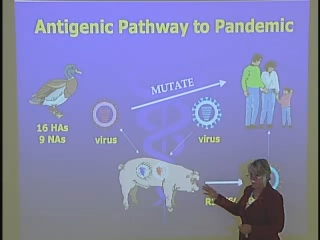 Antigenic Pathway to Pandemic
MUTATE
16 HAs
9 NAs
virus
virus